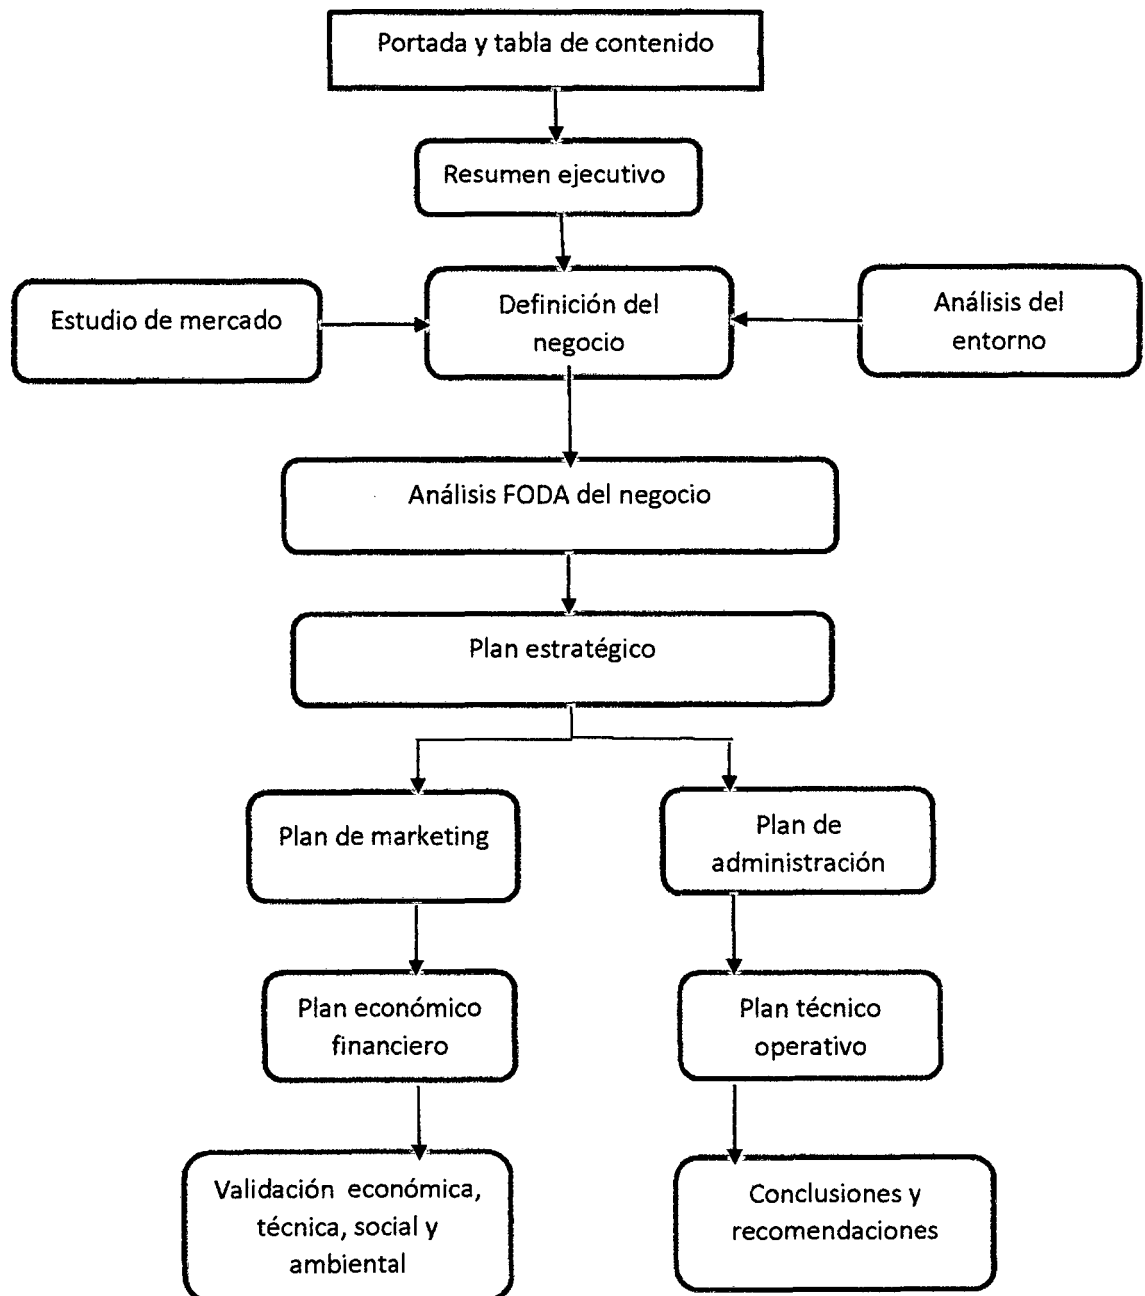 Portada y tabla de contenido
Resumen ejecutivo
Estudio de mercado
Definición del
negocio
Análisis del
entorno
Análisis FODA del negocio
Plan estratégico
Plan de marketing
Plan de
administración
Plan económico
financiero
Plan técnico
operativo
Validación económica,
técnica, social y
ambiental
Conclusiones y
recomendaciones